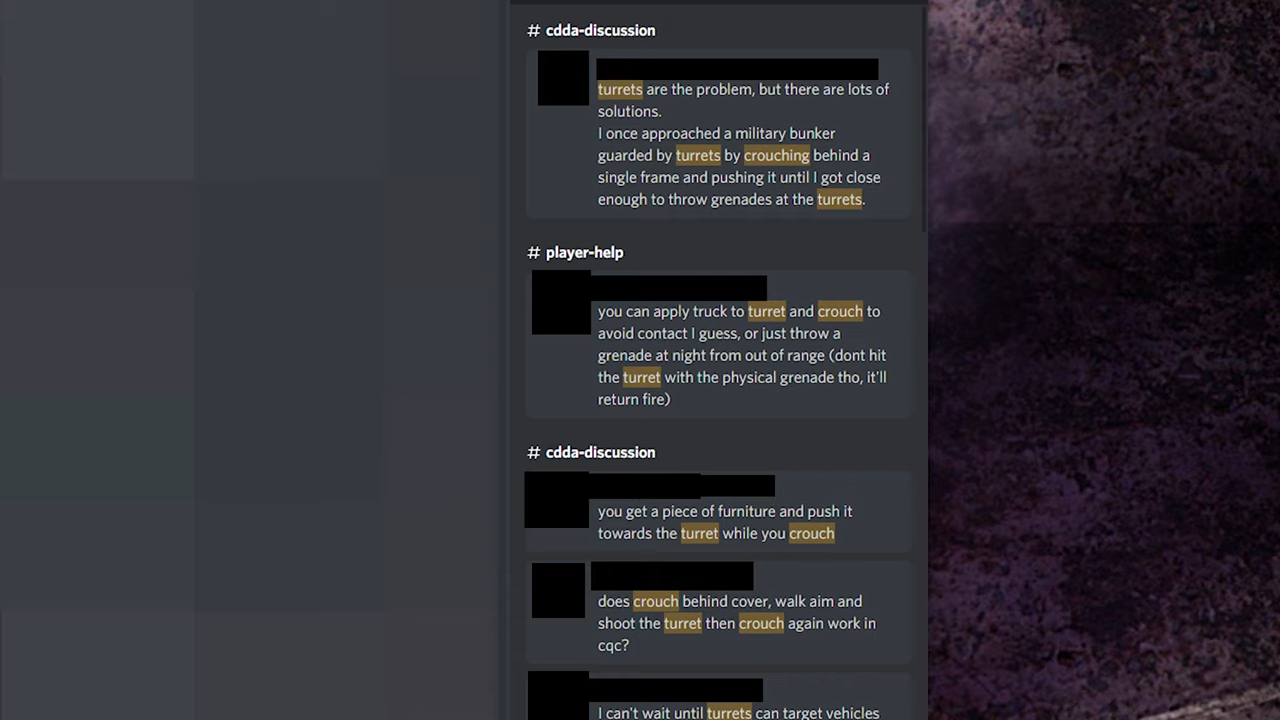 # cdda-discussion
turrets are the problem, but there are lots of
solutions.
I once approached a military bunker
guarded by turrets by crouching behind a
single frame and pushing it until I got close
enough to throw grenades at the turrets.
# player-help
you can apply truck to turret and crouch to
avoid contact I guess, or just throw a
grenade at night from out of range (dont hit
the turret with the physical grenade tho, it'll
return fire)
# cdda-discussion
you get a piece of furniture and push it
towards the turret while you crouch
does crouch behind cover, walk aim and
shoot the turret then crouch again work in
cqc?
I can't wait until turrets can target vehicles